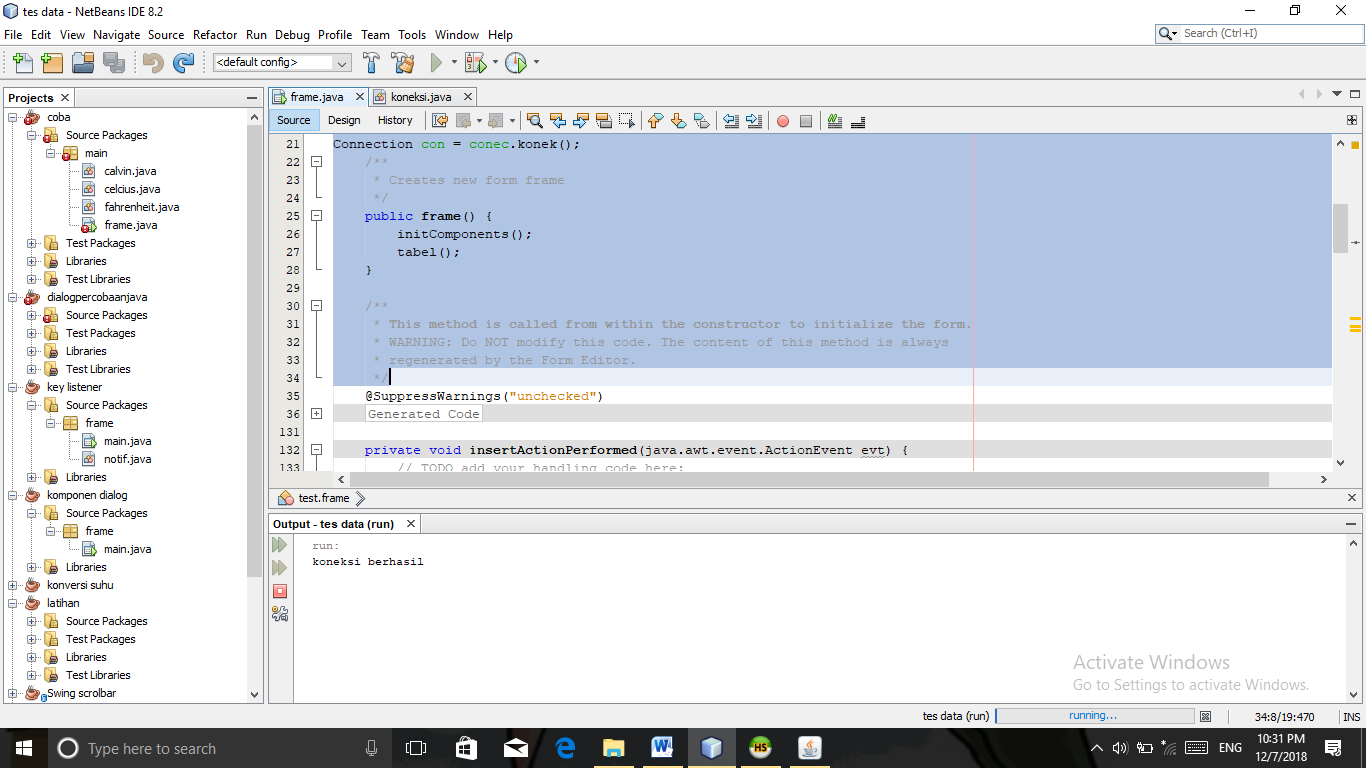 tes data - NetBeans IDE 8.2
File Edit View Navigate Source Refactor Run Debug Profile Team Tools Window Help
Search (Ctrl+I)
<default config>
Projects
coba
Source Packages
main
calvin.java
celcius.java
fahrenheit.java
frame.java
Test Packages
Libraries
Test Libraries
dialogpercobaanjava
Source Packages
Test Packages
Libraries
Test Libraries
key listener
Source Packages
frame
main.java
notif.java
Libraries
komponen dialog
Source Packages
frame
main.java
Libraries
konversi suhu
latihan
Source Packages
Test Packages
Libraries
Test Libraries
Swing scrolbar
frame.java koneksi.java
Source Design History
21 Connection con = conec.konek();
22 /**
23 * Creates new form frame
24 */
25 public frame() {
26 initComponents();
27 tabel();
28 }
29
30 /**
31 * This method is called from within the constructor to initialize the form.
32 * WARNING: Do NOT modify this code. The content of this method is always
33 * regenerated by the Form Editor.
34 */
35 @SuppressWarnings("unchecked")
36 Generated Code
131
132 private void insertActionPerformed(java.awt.event.ActionEvent evt) {
133 // TODO add your handling code here:
test.frame
Output - tes data (run)
run:
koneksi berhasil
Activate Windows
Go to Settings to activate Windows.
tes data (run) running... 34:8/19:470 INS
Type here to search
HS
ENG
10:31 PM
12/7/2018